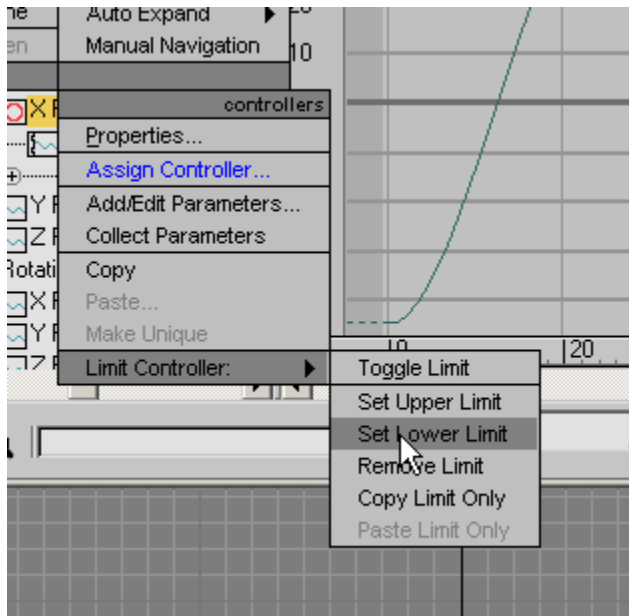 Auto Expand
Manual Navigation
10
controllers
X
Properties...
Assign Controller...
Y
Add/Edit Parameters...
Z
Collect Parameters
Copy
X
Paste...
Y
Make Unique
Z
Limit Controller:
Toggle Limit
20
Set Upper Limit
Set Lower Limit
Remove Limit
Copy Limit Only
Paste Limit Only